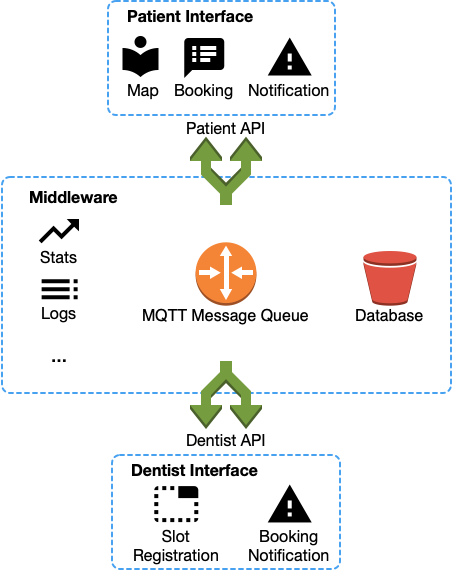 Patient Interface
Map Booking Notification
Patient API
Middleware
Stats
Logs
...
MQTT Message Queue
Database
Dentist API
Dentist Interface
Slot
Registration
Booking
Notification